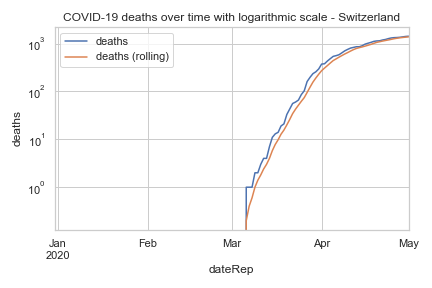 COVID-19 deaths over time with logarithmic scale - Switzerland
deaths
deaths (rolling)
10³
10²
10¹
10⁰
deaths
Jan
2020
Feb
Mar
Apr
May
dateRep